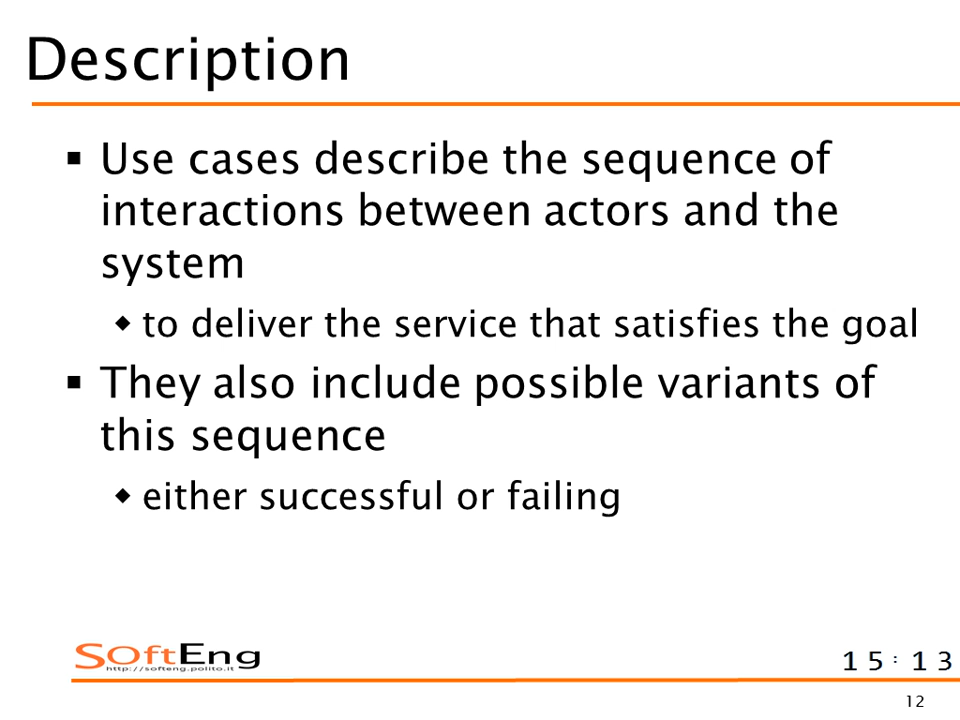 Description
▪ Use cases describe the sequence of
interactions between actors and the
system
◆ to deliver the service that satisfies the goal
▪ They also include possible variants of
this sequence
◆ either successful or failing
SOftEng
http://softeng.polito.it
15:13
12